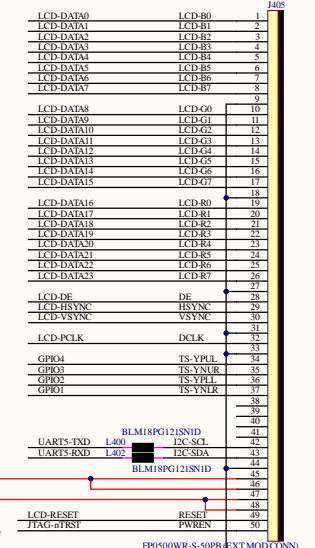 J405
LCD-DATA0 LCD-B0 1
LCD-DATA1 LCD-B1 2
LCD-DATA2 LCD-B2 3
LCD-DATA3 LCD-B3 4
LCD-DATA4 LCD-B4 5
LCD-DATA5 LCD-B5 6
LCD-DATA6 LCD-B6 7
LCD-DATA7 LCD-B7 8
9
LCD-DATA8 LCD-G0 10
LCD-DATA9 LCD-G1 11
LCD-DATA10 LCD-G2 12
LCD-DATA11 LCD-G3 13
LCD-DATA12 LCD-G4 14
LCD-DATA13 LCD-G5 15
LCD-DATA14 LCD-G6 16
LCD-DATA15 LCD-G7 17
18
LCD-DATA16 LCD-R0 19
LCD-DATA17 LCD-R1 20
LCD-DATA18 LCD-R2 21
LCD-DATA19 LCD-R3 22
LCD-DATA20 LCD-R4 23
LCD-DATA21 LCD-R5 24
LCD-DATA22 LCD-R6 25
LCD-DATA23 LCD-R7 26
27
LCD-DE DE 28
LCD-HSYNC HSYNC 29
LCD-VSYNC VSYNC 30
31
LCD-PCLK DCLK 32
33
GPIO4 TS-YPUL 34
GPIO3 TS-YNUR 35
GPIO2 TS-YPLL 36
GPIO1 TS-YNLR 37
38
39
40
BLM18PG121SN1D 41
UART5-TXD L400 I2C-SCL 42
UART5-RXD L402 I2C-SDA 43
44
BLM18PG121SN1D 45
46
47
48
LCD-RESET RESET 49
JTAG-nTRST PWREN 50
FP0500WR-S-50PB (EXT MOD CONN)